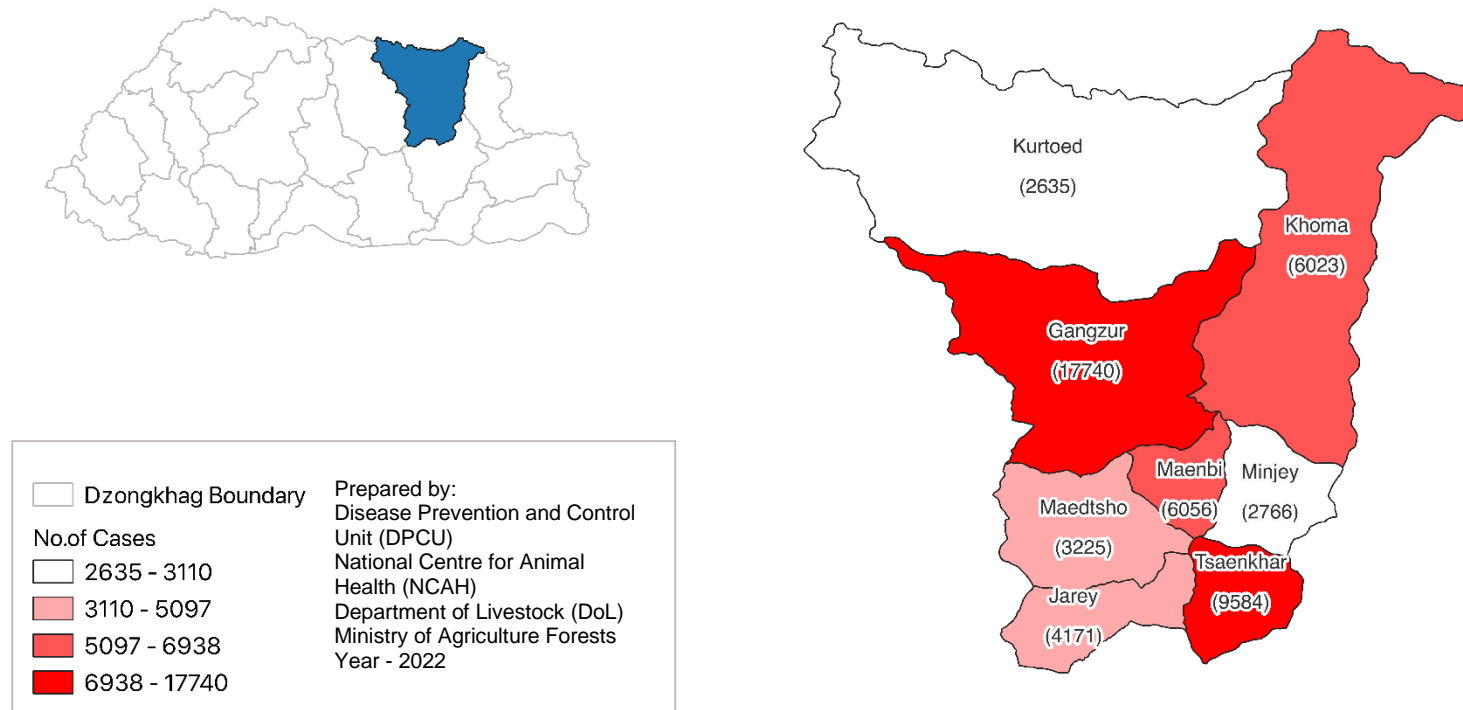 Kurtoed
(2635)
Khoma
(6023)
Gangzur
(17740)
Maenbi
(6056)
Minjey
(2766)
Maedtsho
(3225)
Tsaenkhar
(9584)
Jarey
(4171)
Dzongkhag Boundary
No.of Cases
2635 - 3110
3110 - 5097
5097 - 6938
6938 - 17740
Prepared by:
Disease Prevention and Control
Unit (DPCU)
National Centre for Animal
Health (NCAH)
Department of Livestock (DoL)
Ministry of Agriculture Forests
Year - 2022